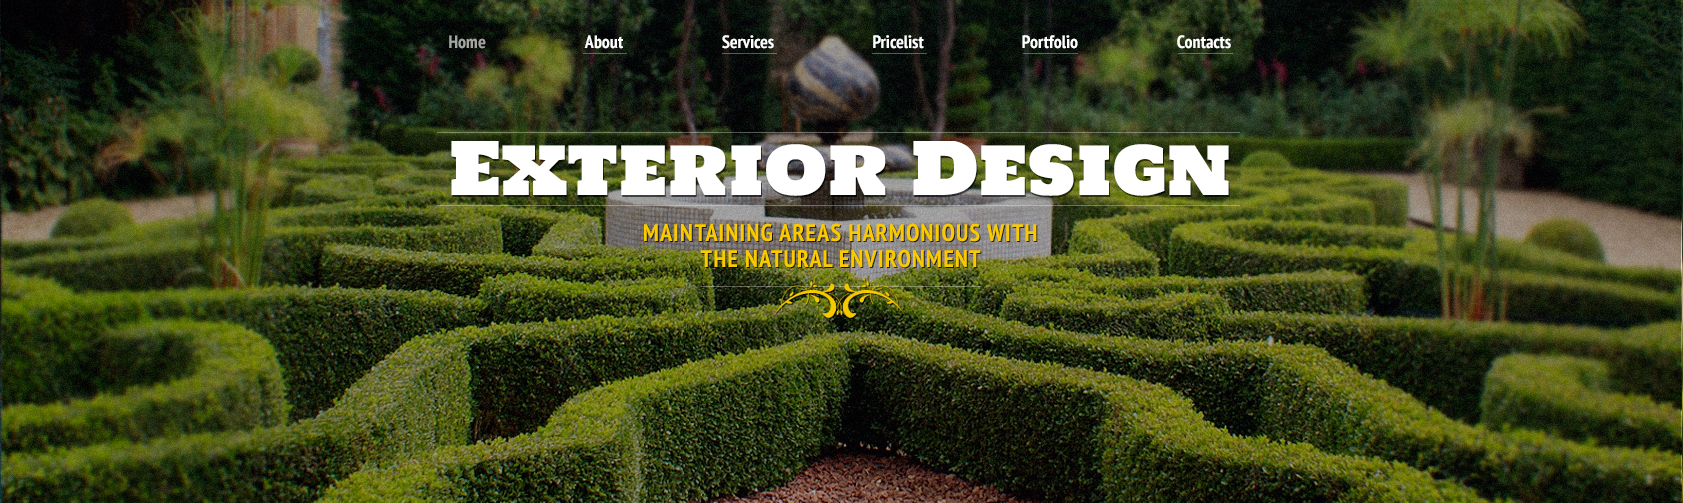 Home About Services Pricelist Portfolio Contacts
EXTERIOR DESIGN
MAINTAINING AREAS HARMONIOUS WITH
THE NATURAL ENVIRONMENT